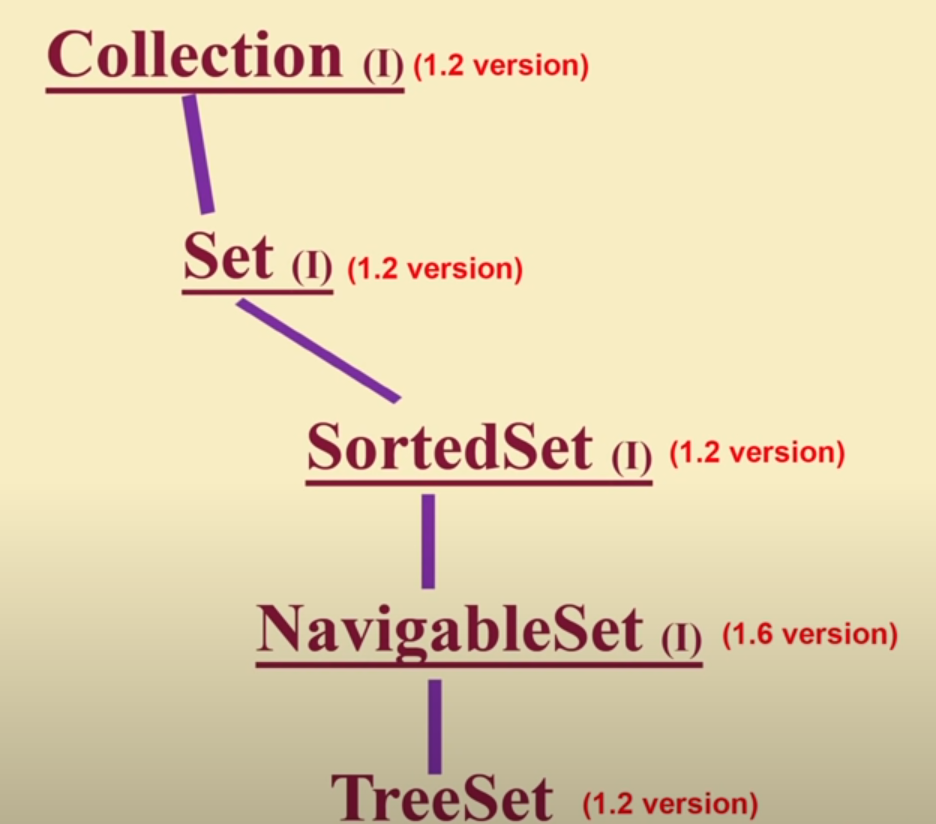 Collection (I) (1.2 version)
Set (I) (1.2 version)
SortedSet (I) (1.2 version)
NavigableSet (I) (1.6 version)
TreeSet (1.2 version)